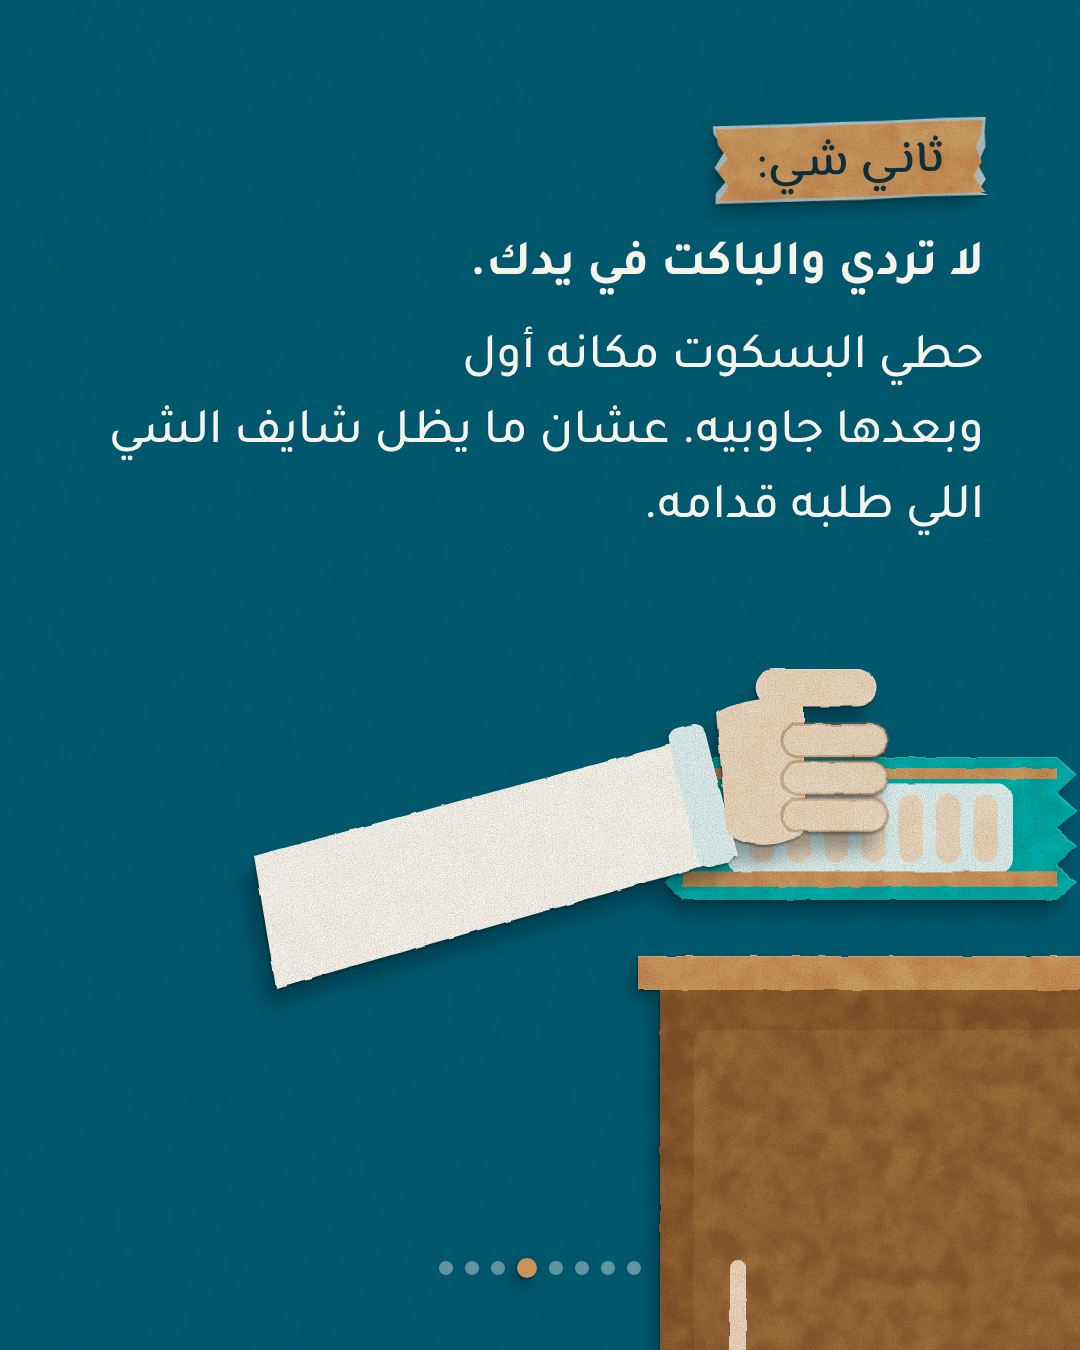 ثاني شي:
لا تردي والباكت في يدك.
حطي البسكوت مكانه أول
وبعدها جاوبيه. عشان ما يظل شايف الشي
اللي طلبه قدامه.